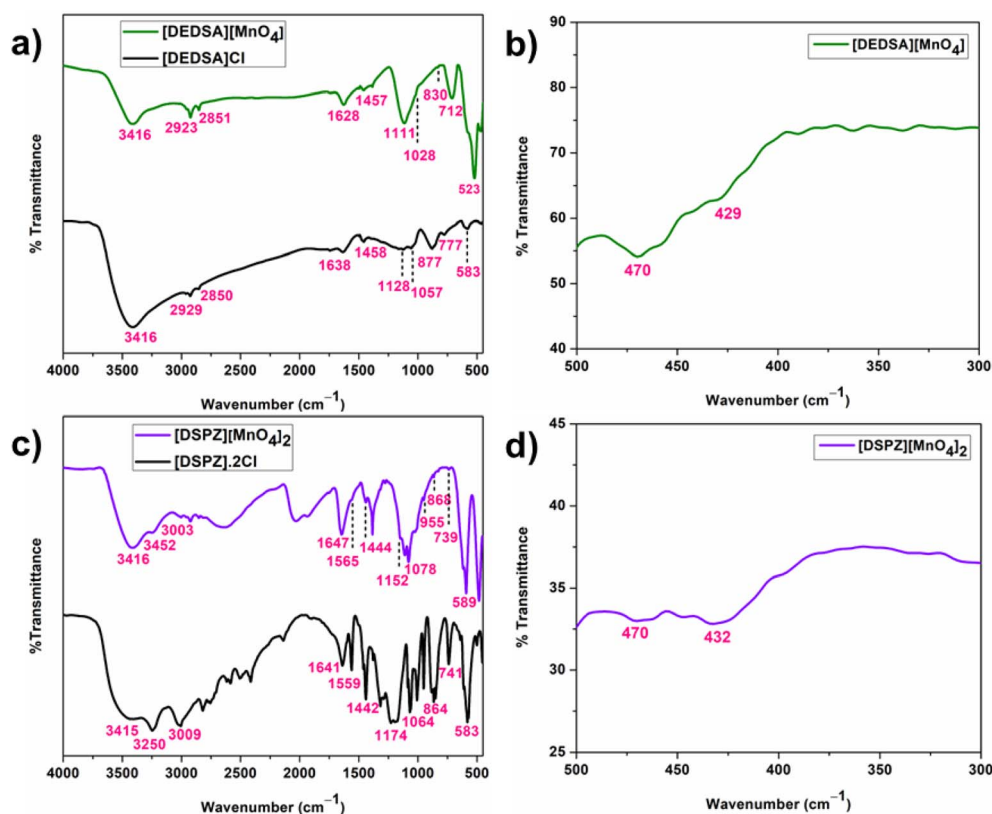 a)
[DEDSA][MnO₄]
[DEDSA]Cl
% Transmittance
3416
2923
2851
1628
1457
1111
1028
830
712
523
3416
2929
2850
1638
1458
1128
1057
877
777
583
4000 3500 3000 2500 2000 1500 1000 500
Wavenumber (cm⁻¹)
b)
[DEDSA][MnO₄]
% Transmittance
90
80
70
60
50
40
470
429
500 450 400 350 300
Wavenumber (cm⁻¹)
c)
[DSPZ][MnO₄]₂
[DSPZ].2Cl
%Transmittance
3416
3452
3003
1647
1565
1444
1152
1078
955
868
739
589
3415
3250
3009
1641
1559
1442
1174
1064
864
741
583
4000 3500 3000 2500 2000 1500 1000 500
Wavenumber (cm⁻¹)
d)
[DSPZ][MnO₄]₂
%Transmittance
45
40
35
30
25
470
432
500 450 400 350 300
Wavenumber (cm⁻¹)